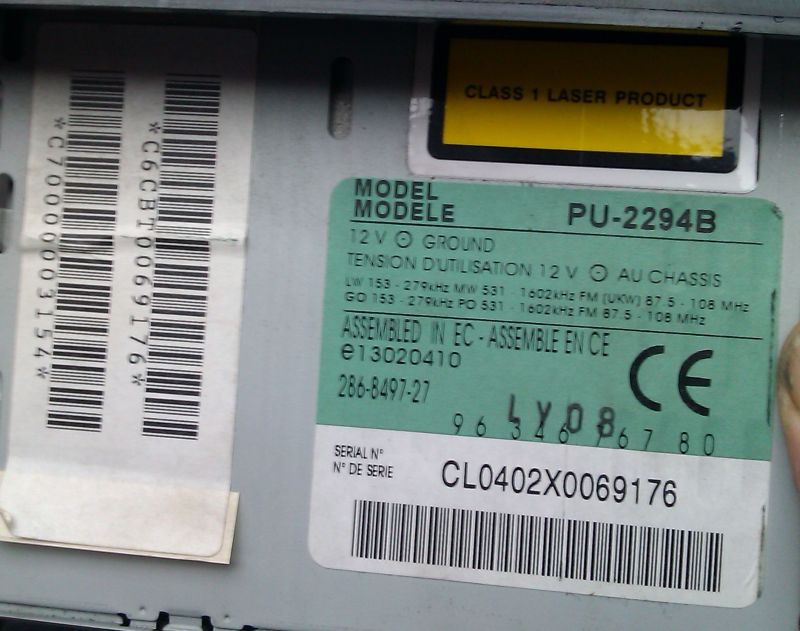 *C7000000003154*
*C6CBT0069176*
CLASS 1 LASER PRODUCT
MODEL
MODELE PU-2294B
12 V GROUND
TENSION D'UTILISATION 12 V AU CHASSIS
LW 153 - 279kHz MW 531 - 1602kHz FM (UKW) 87.5 - 108 MHz
GO 153 - 279kHz PO 531 - 1602kHz FM 87.5 - 108 MHz
ASSEMBLED IN EC - ASSEMBLE EN CE
e13020410
CE
286-8497-27
LY08
96 346 767 80
SERIAL N°
N° DE SERIE
CL0402X0069176